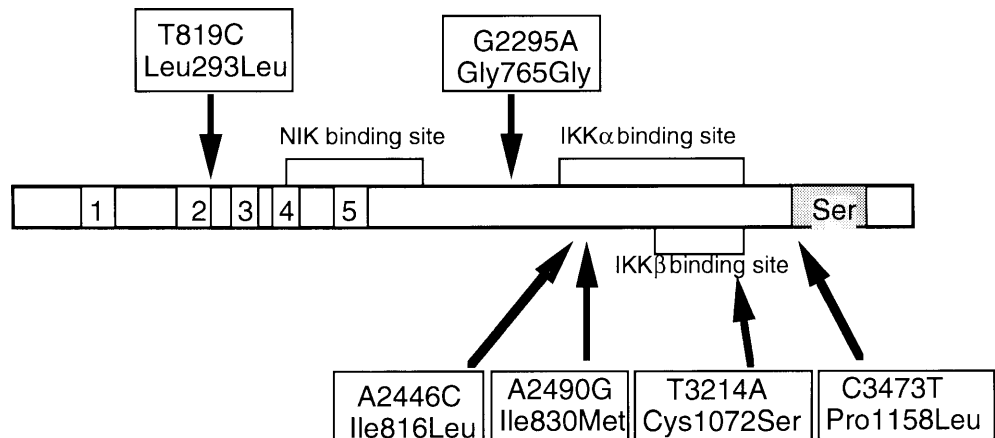 T819C
Leu293Leu
G2295A
Gly765Gly
NIK binding site
IKKα binding site
1
2
3
4
5
Ser
IKKβ binding site
A2446C
Ile816Leu
A2490G
Ile830Met
T3214A
Cys1072Ser
C3473T
Pro1158Leu